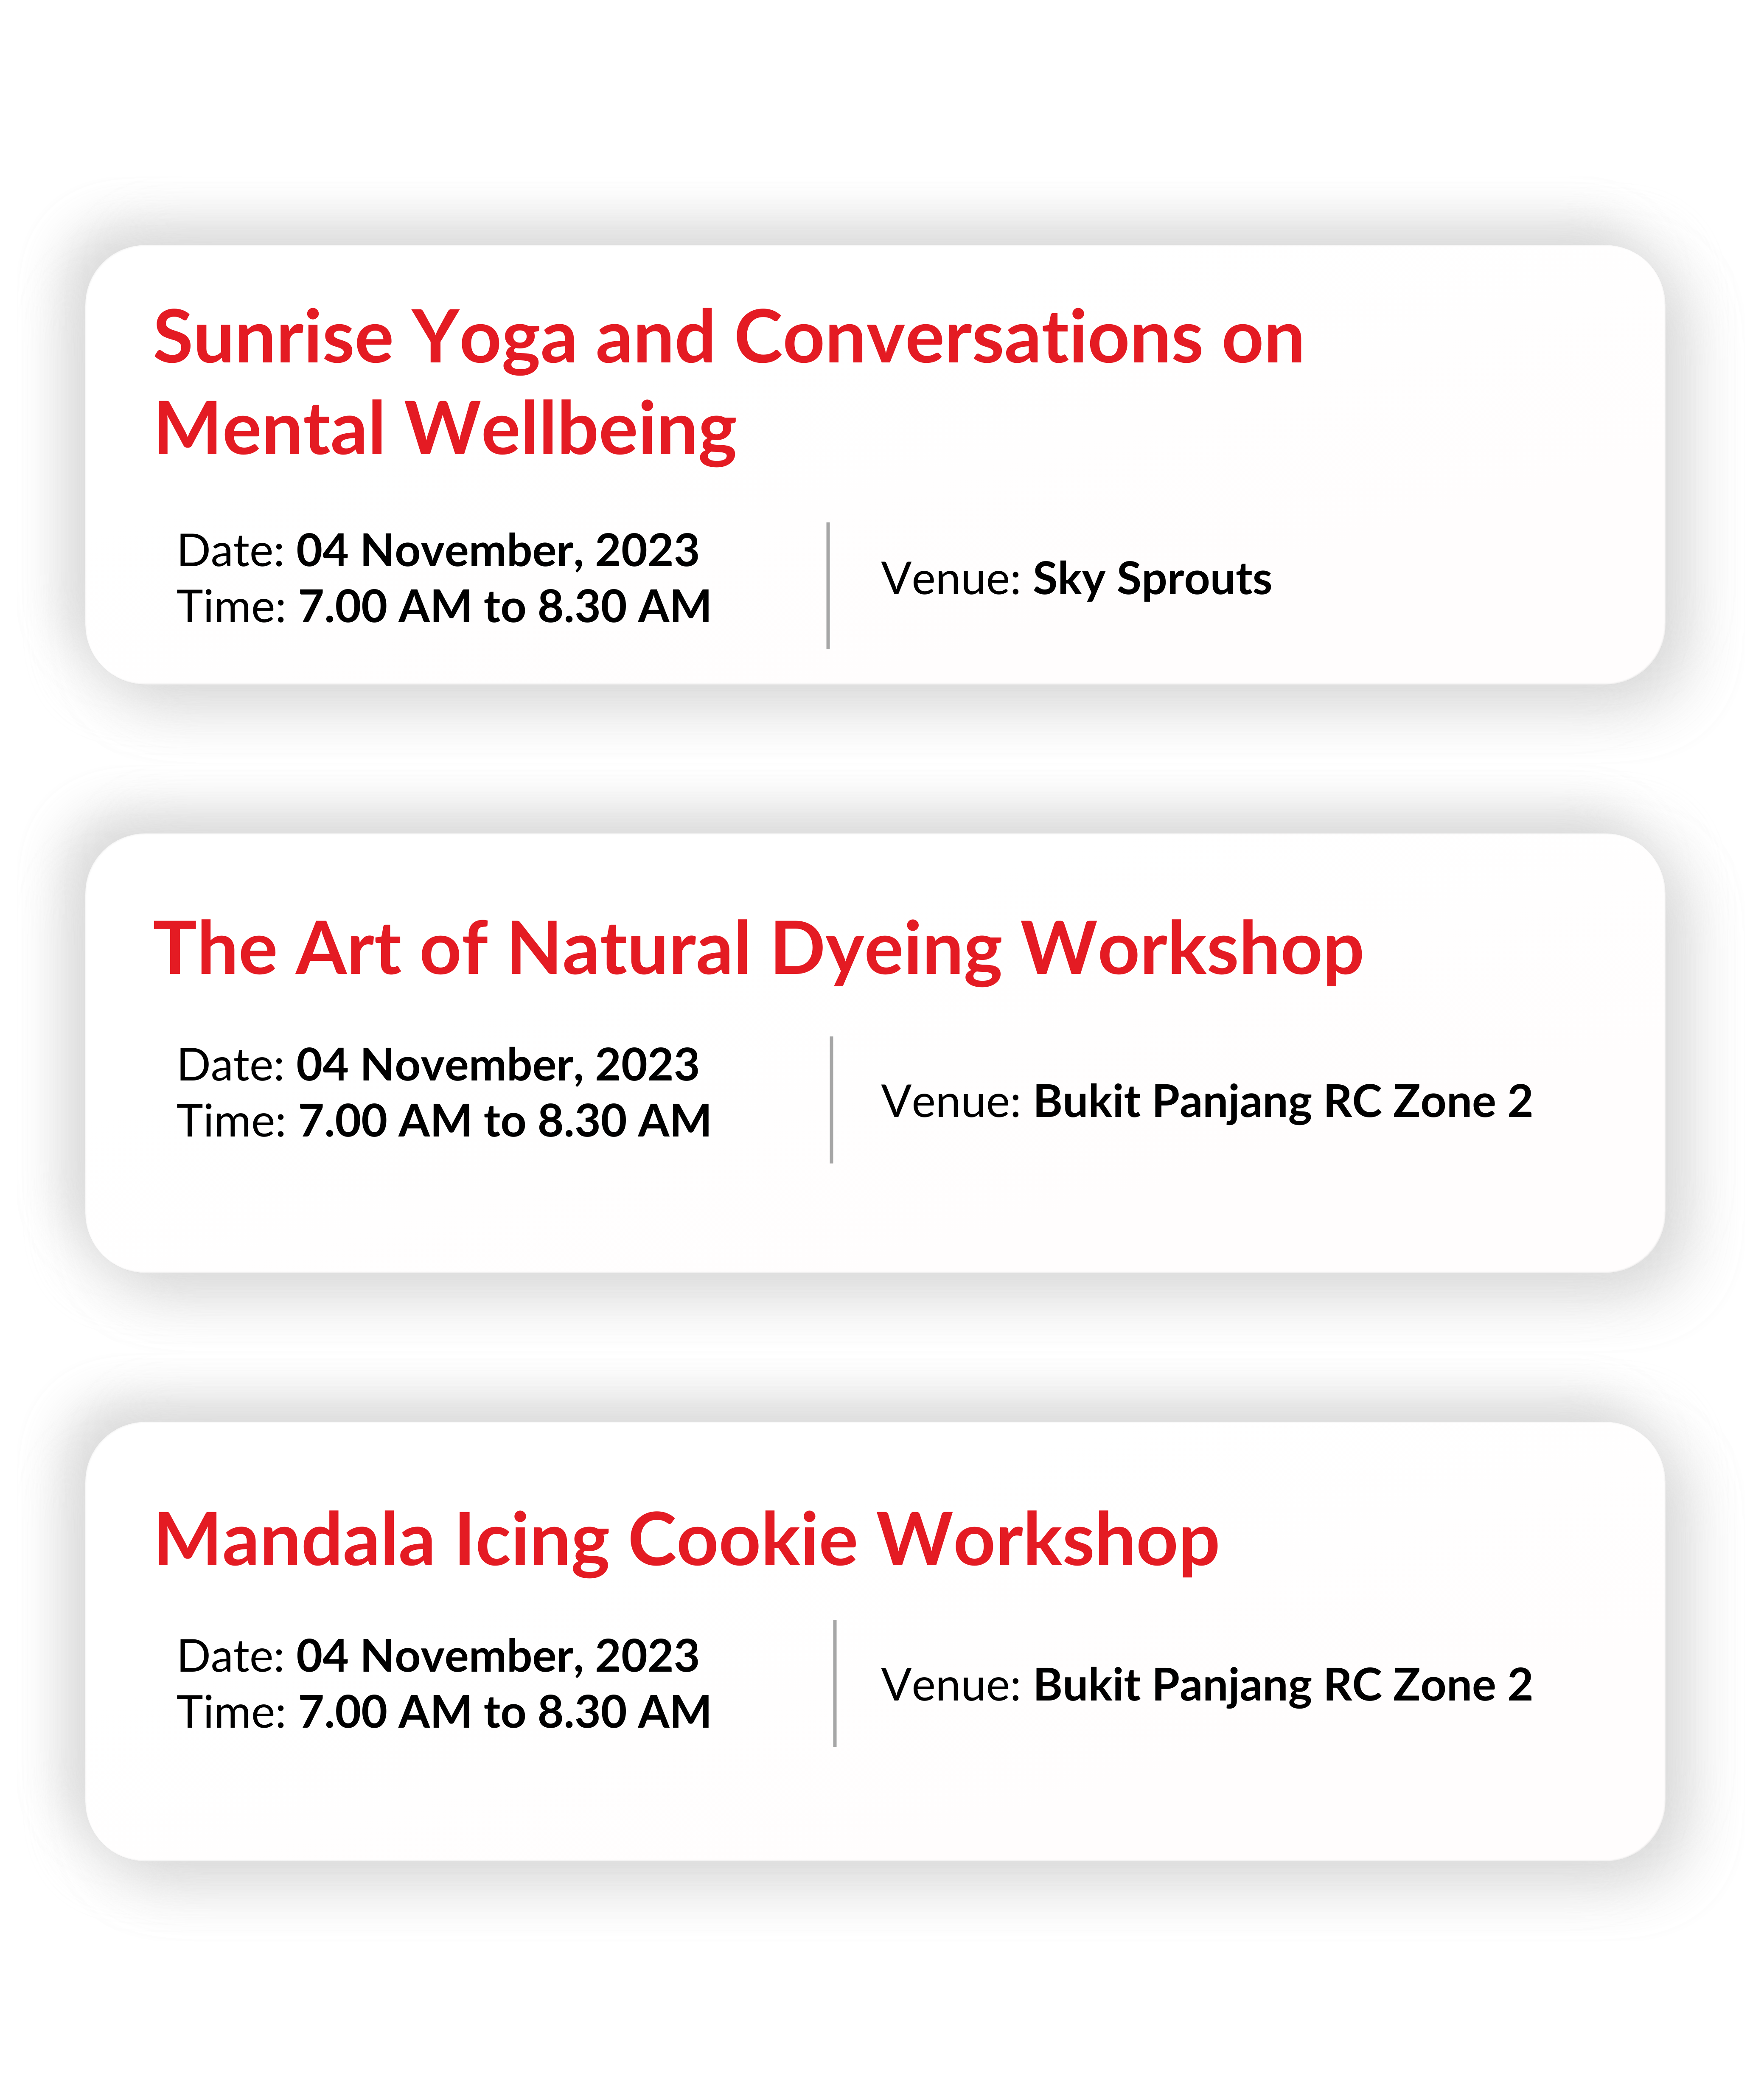 Sunrise Yoga and Conversations on
Mental Wellbeing
Date: 04 November, 2023
Time: 7.00 AM to 8.30 AM
Venue: Sky Sprouts
The Art of Natural Dyeing Workshop
Date: 04 November, 2023
Time: 7.00 AM to 8.30 AM
Venue: Bukit Panjang RC Zone 2
Mandala Icing Cookie Workshop
Date: 04 November, 2023
Time: 7.00 AM to 8.30 AM
Venue: Bukit Panjang RC Zone 2